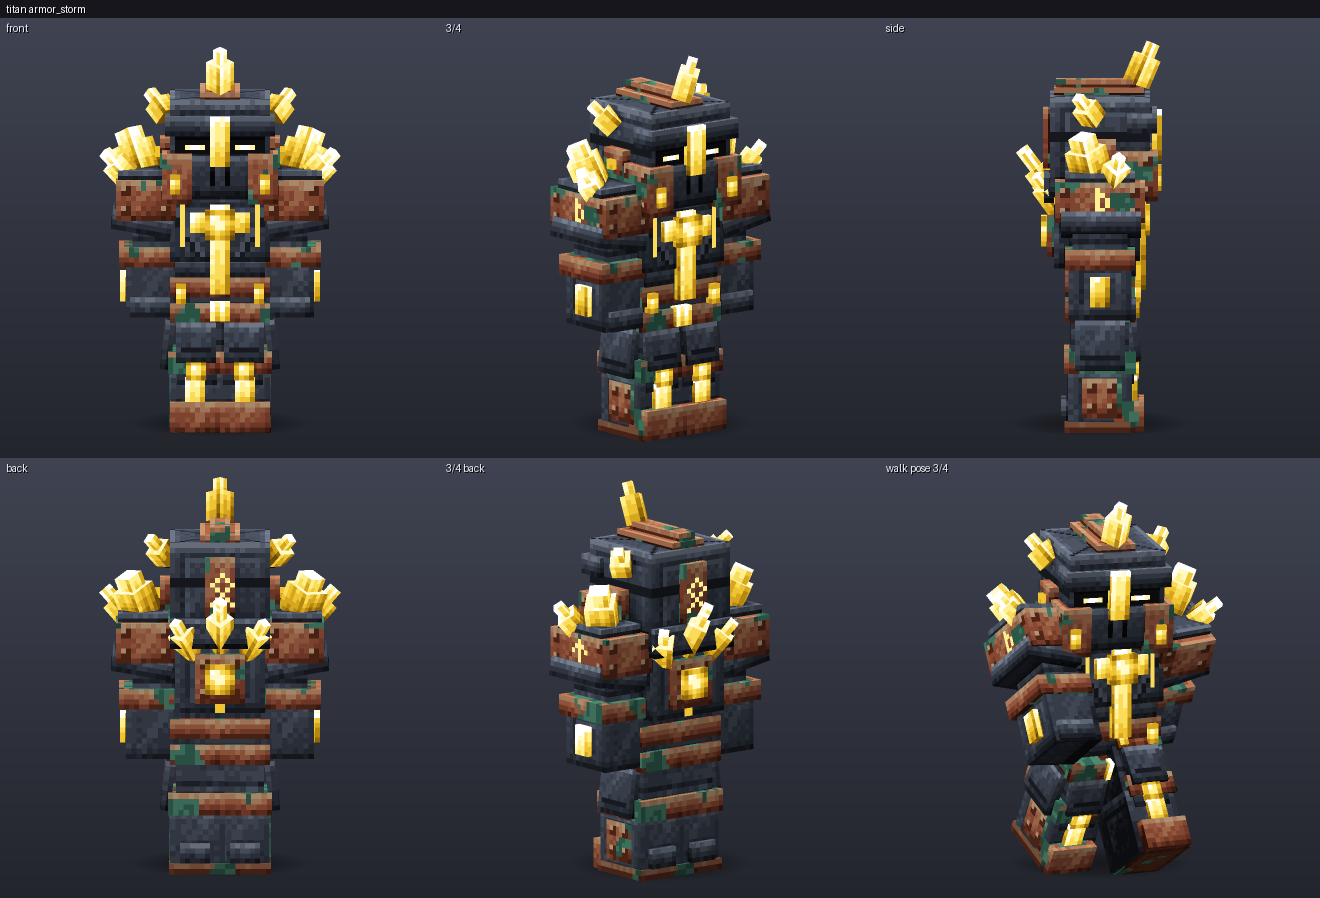 titan armor_storm
front
3/4
side
back
3/4 back
walk pose 3/4